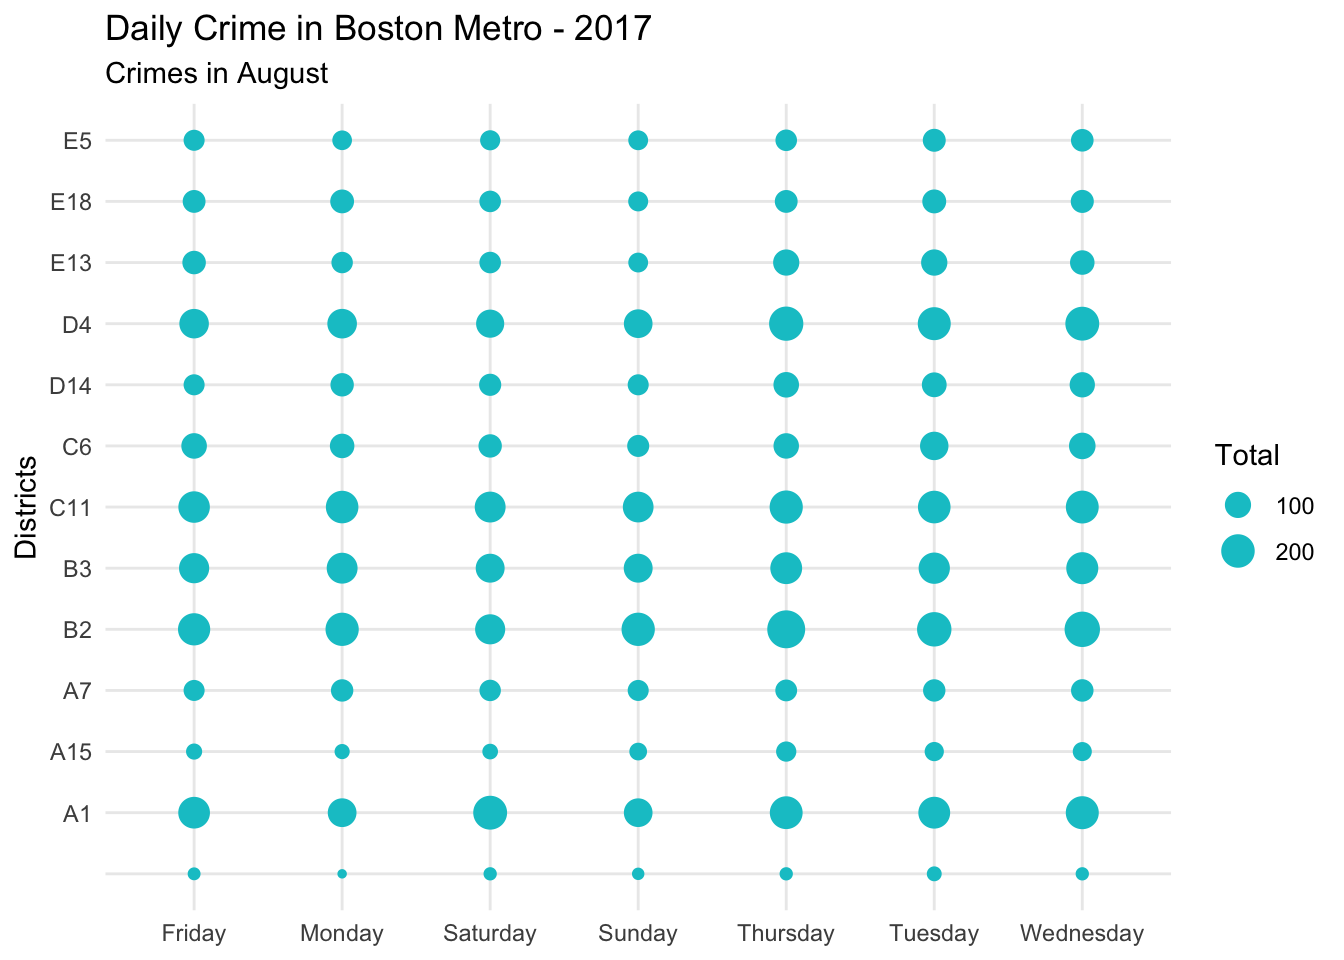 Daily Crime in Boston Metro - 2017
Crimes in August
Districts
E5
E18
E13
D4
D14
C6
C11
B3
B2
A7
A15
A1
Friday Monday Saturday Sunday Thursday Tuesday Wednesday
Total
100
200